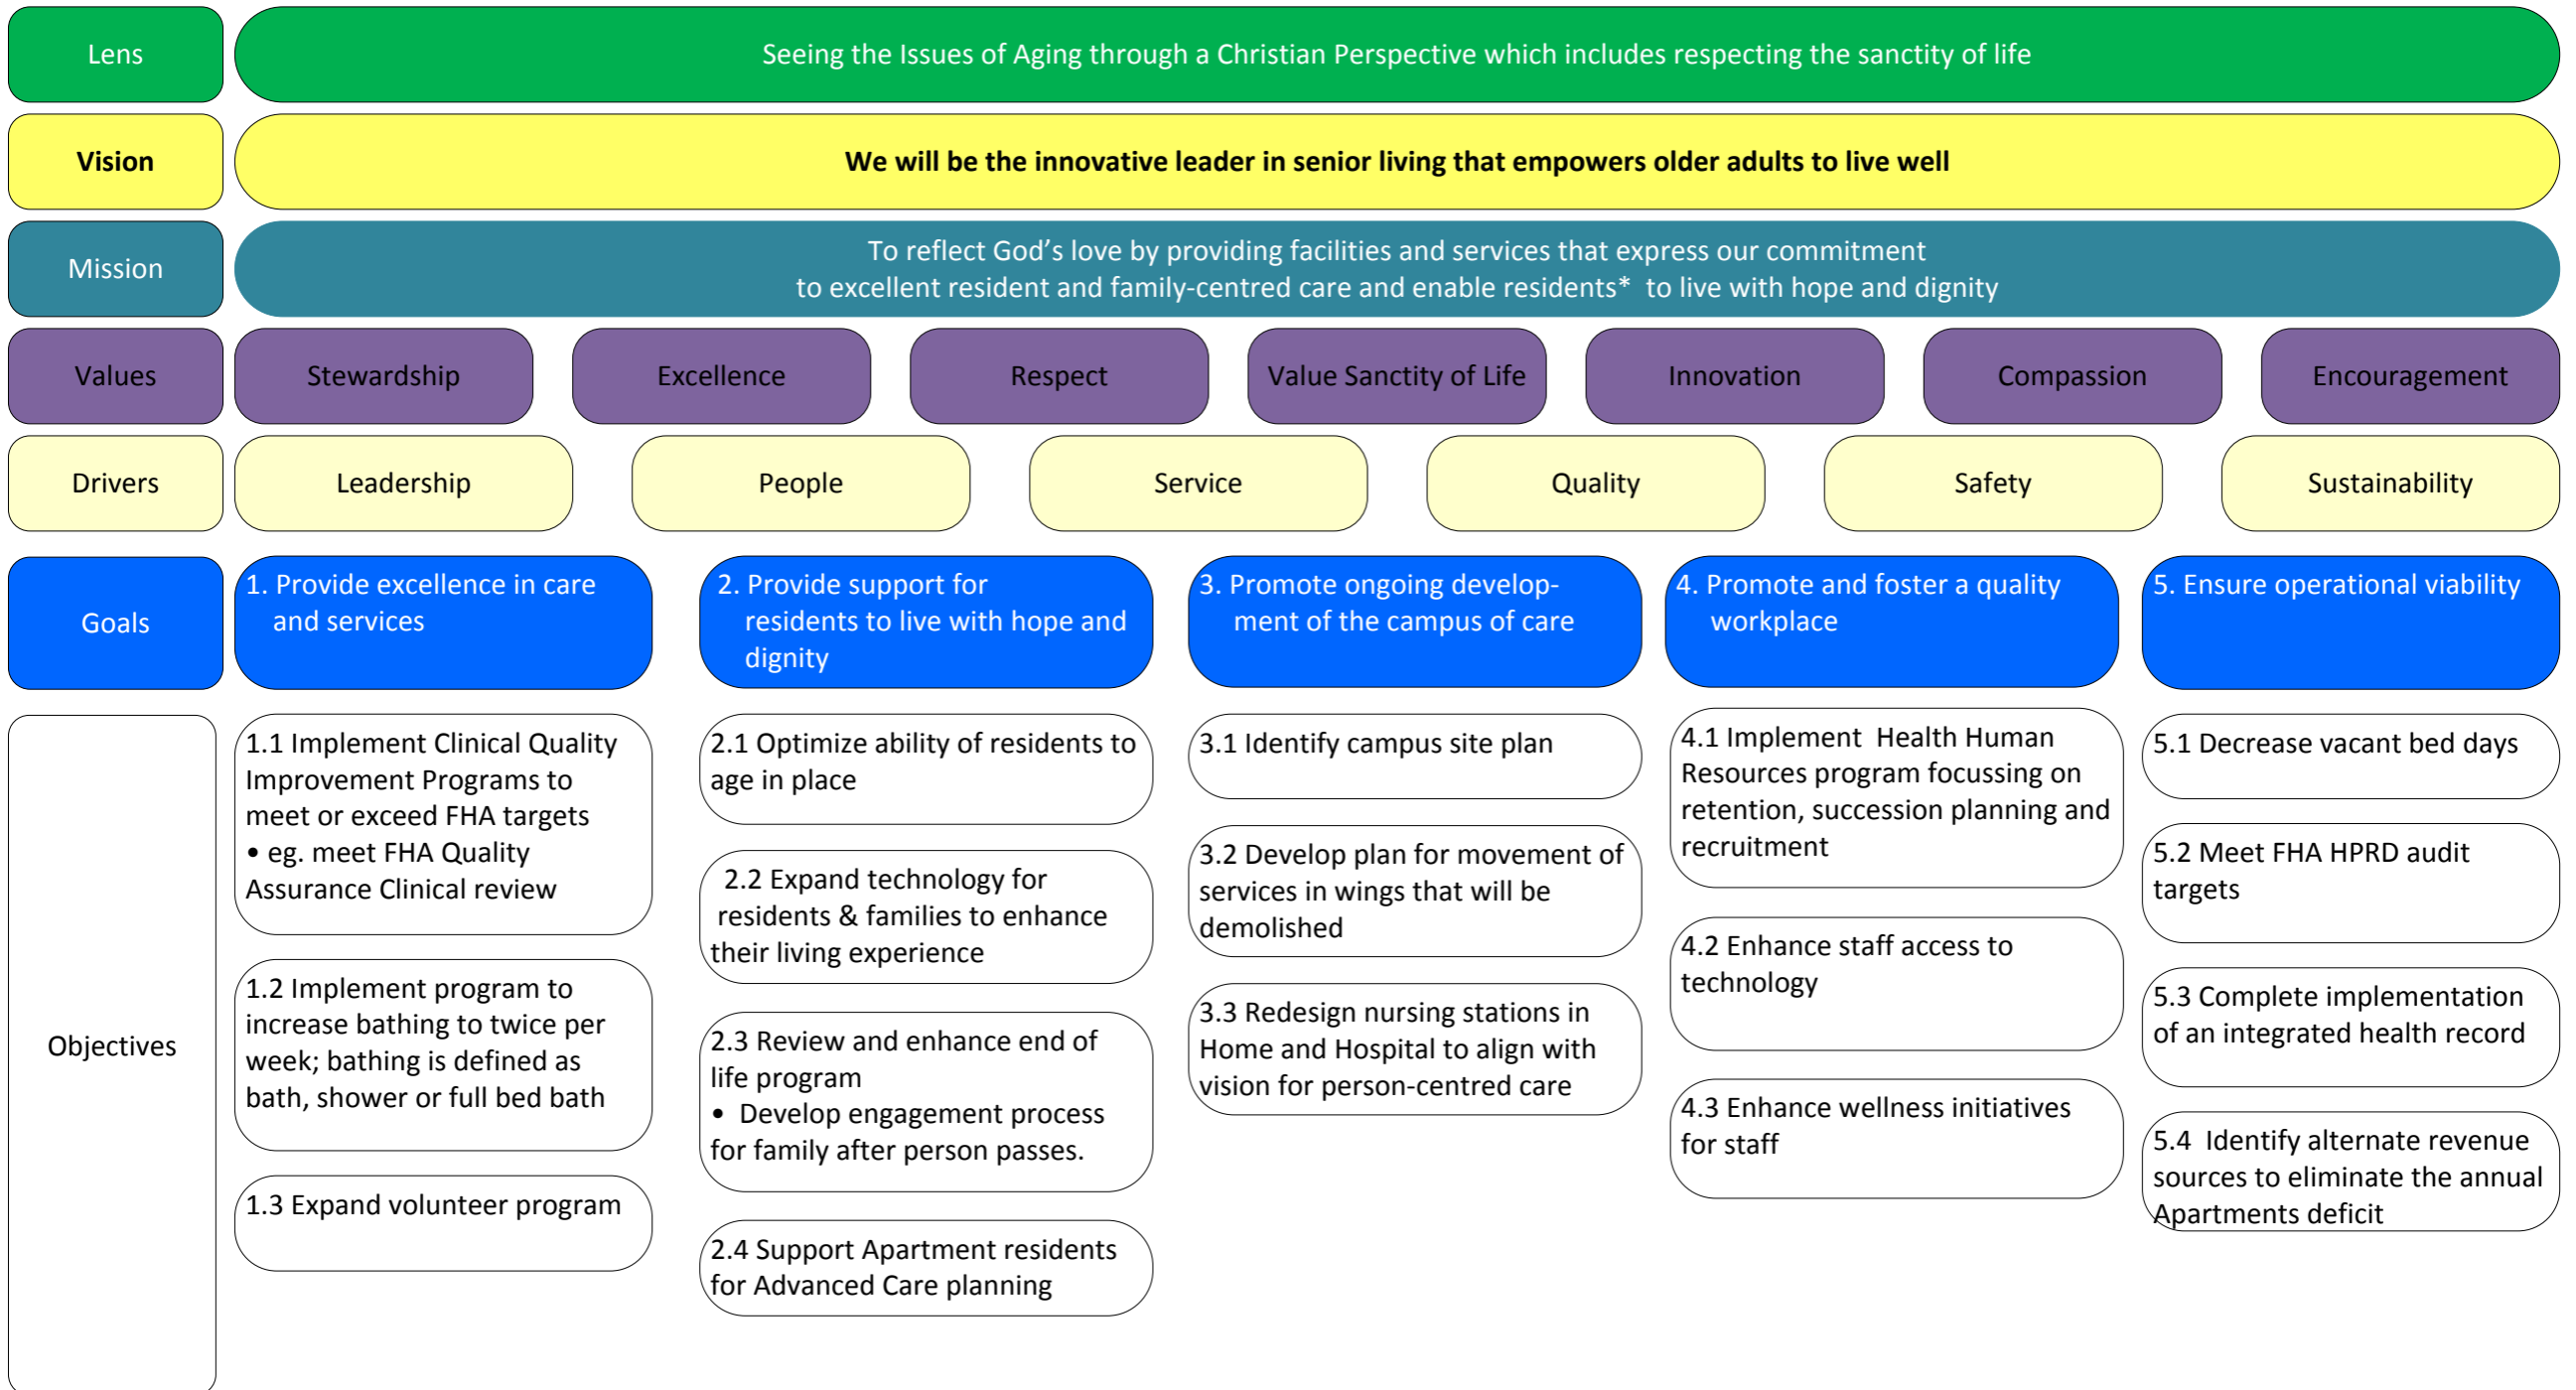 Lens
Seeing the Issues of Aging through a Christian Perspective which includes respecting the sanctity of life
Vision
We will be the innovative leader in senior living that empowers older adults to live well
Mission
To reflect God’s love by providing facilities and services that express our commitment
to excellent resident and family-centred care and enable residents*  to live with hope and dignity
Values
Stewardship
Excellence
Respect
Value Sanctity of Life
Innovation
Compassion
Encouragement
Drivers
Leadership
People
Service
Quality
Safety
Sustainability
Goals
1. Provide excellence in care
and services
2. Provide support for
residents to live with hope and
dignity
3. Promote ongoing develop-
ment of the campus of care
4. Promote and foster a quality
workplace
5. Ensure operational viability
Objectives
1.1 Implement Clinical Quality
Improvement Programs to
meet or exceed FHA targets
• eg. meet FHA Quality
Assurance Clinical review
1.2 Implement program to
increase bathing to twice per
week; bathing is defined as
bath, shower or full bed bath
1.3 Expand volunteer program
2.1 Optimize ability of residents to
age in place
2.2 Expand technology for
residents & families to enhance
their living experience
2.3 Review and enhance end of
life program
•  Develop engagement process
for family after person passes.
2.4 Support Apartment residents
for Advanced Care planning
3.1 Identify campus site plan
3.2 Develop plan for movement of
services in wings that will be
demolished
3.3 Redesign nursing stations in
Home and Hospital to align with
vision for person-centred care
4.1 Implement  Health Human
Resources program focussing on
retention, succession planning and
recruitment
4.2 Enhance staff access to
technology
4.3 Enhance wellness initiatives
for staff
5.1 Decrease vacant bed days
5.2 Meet FHA HPRD audit
targets
5.3 Complete implementation
of an integrated health record
5.4  Identify alternate revenue
sources to eliminate the annual
Apartments deficit